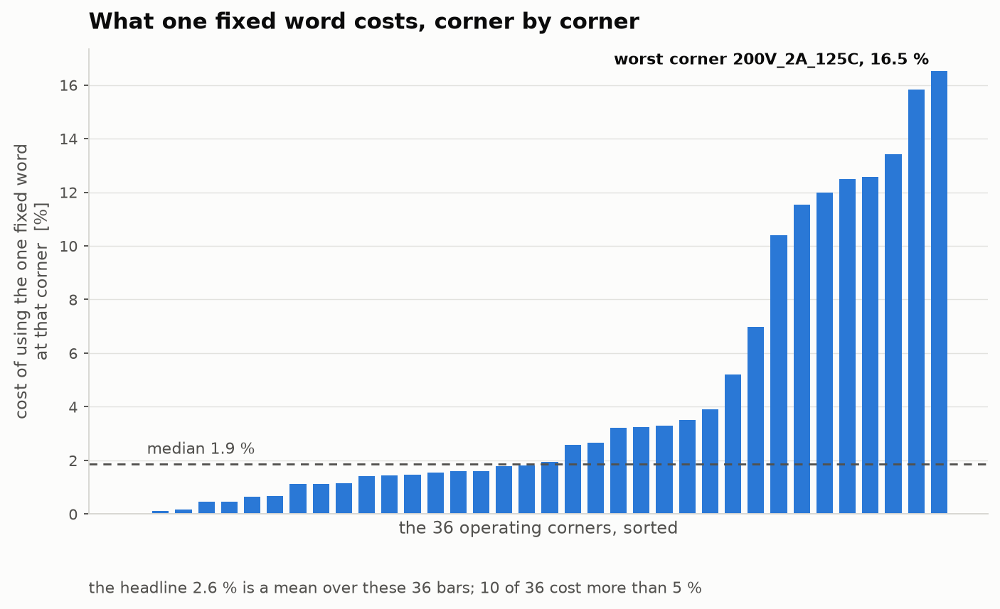 What one fixed word costs, corner by corner
worst corner 200V_2A_125C, 16.5 %
16
14
12
10
8
6
4
2
0
cost of using the one fixed word
at that corner [%]
median 1.9 %
the 36 operating corners, sorted
the headline 2.6 % is a mean over these 36 bars; 10 of 36 cost more than 5 %